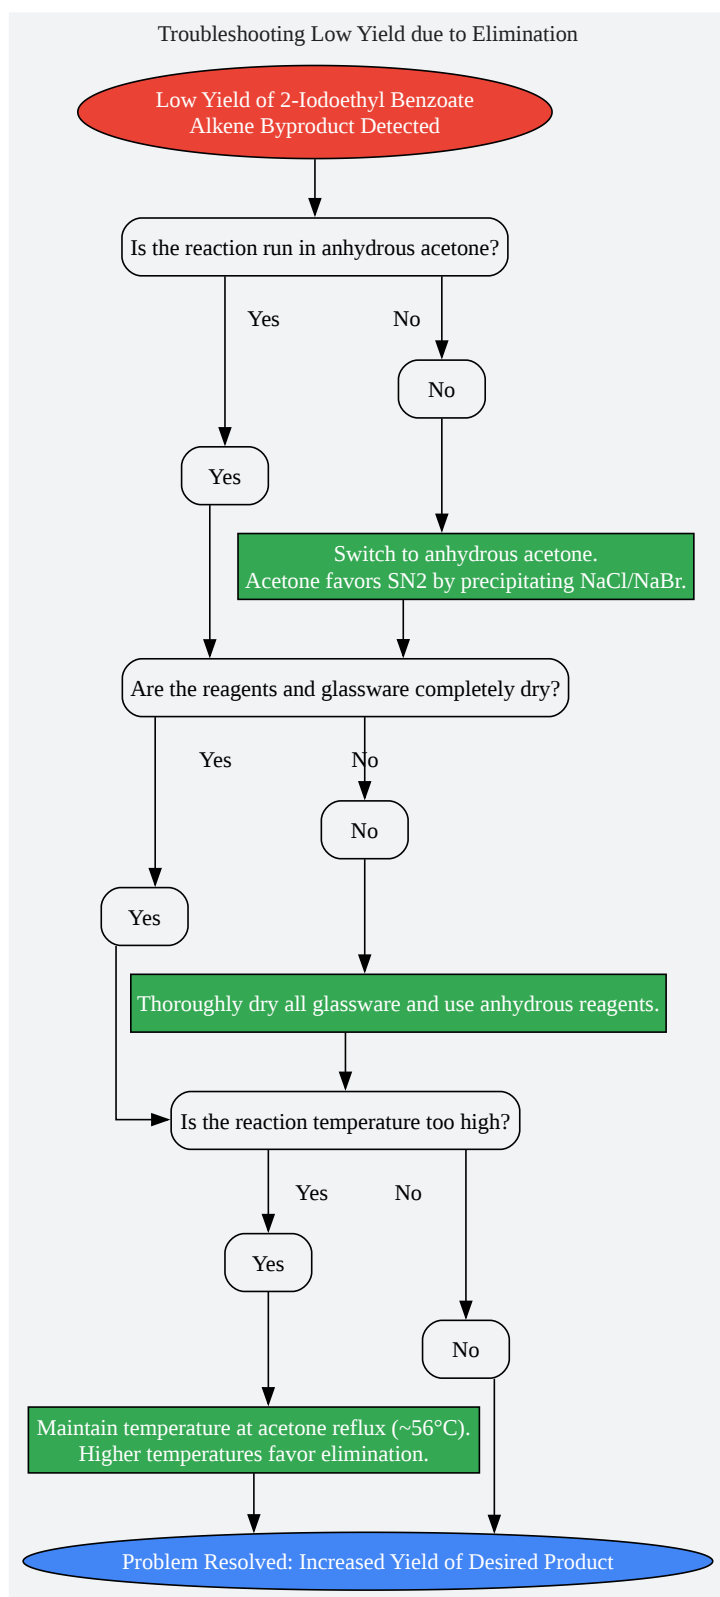 Troubleshooting Low Yield due to Elimination
Low Yield of 2-Iodoethyl Benzoate
Alkene Byproduct Detected
Is the reaction run in anhydrous acetone?
Yes
No
No
Yes
Switch to anhydrous acetone.
Acetone favors SN2 by precipitating NaCl/NaBr.
Are the reagents and glassware completely dry?
Yes
No
No
Yes
Thoroughly dry all glassware and use anhydrous reagents.
Is the reaction temperature too high?
Yes
No
Yes
No
Maintain temperature at acetone reflux (~56°C).
Higher temperatures favor elimination.
Problem Resolved: Increased Yield of Desired Product